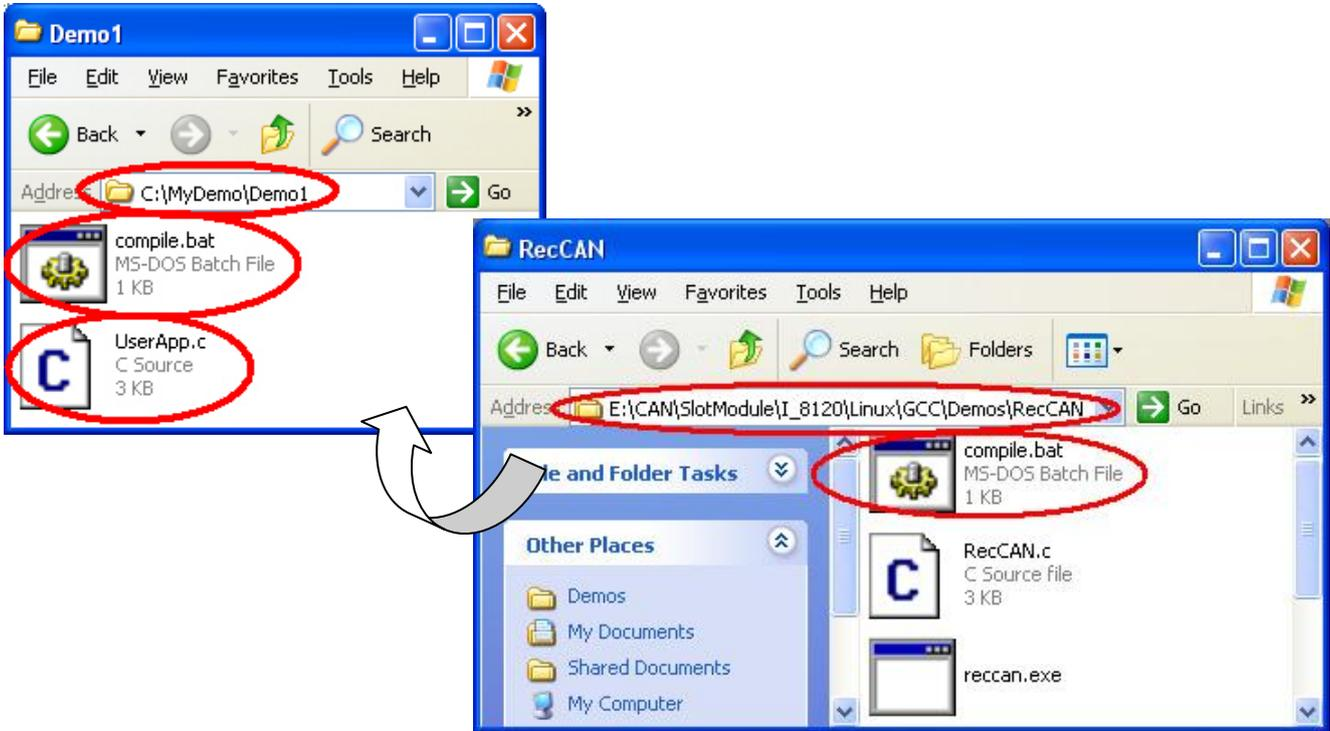 Demo1
File Edit View Favorites Tools Help
Back Search »
C:\MyDemo\Demo1 Go
compile.bat
MS-DOS Batch File
1 KB
UserApp.c
C Source
3 KB
RecCAN
File Edit View Favorites Tools Help
Back Search Folders
E:\CAN\SlotModule\I_8120\Linux\GCC\Demos\RecCAN Go Links »
and Folder Tasks
Other Places
Demos
My Documents
Shared Documents
My Computer
compile.bat
MS-DOS Batch File
1 KB
C
RecCAN.c
C Source file
3 KB
reccan.exe